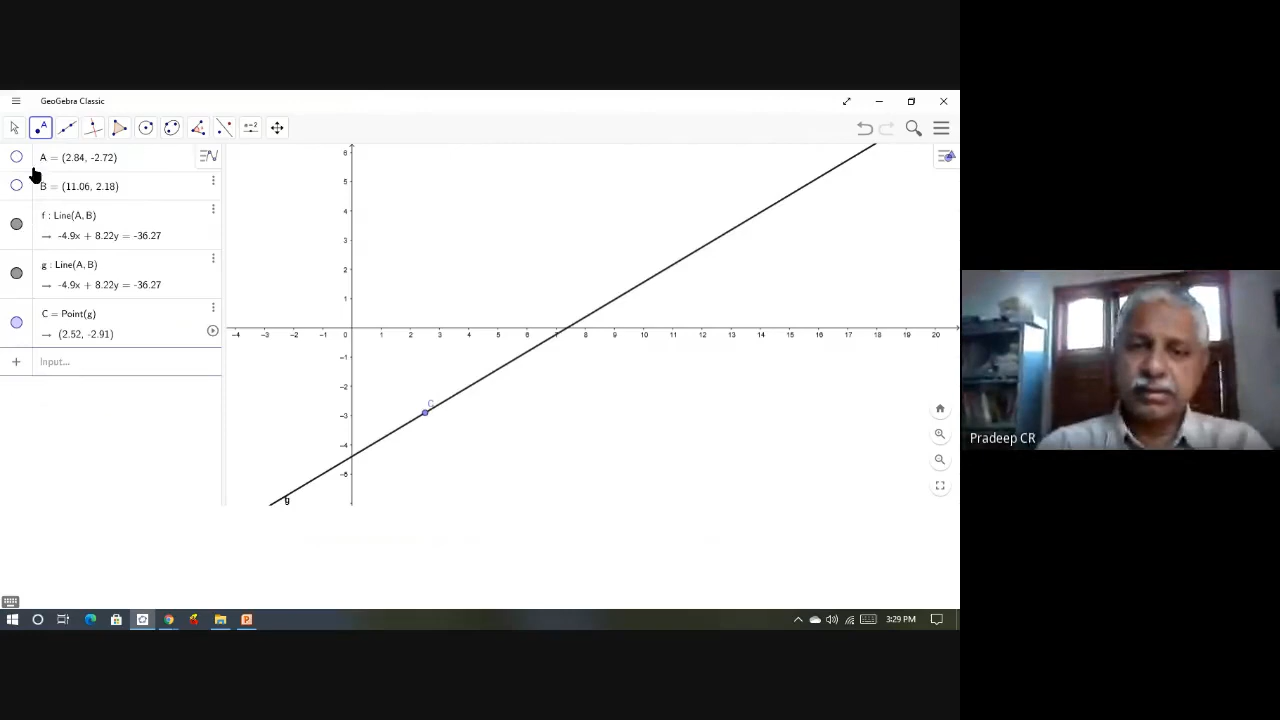 GeoGebra Classic
A
a=2
A = (2.84, -2.72)
B = (11.06, 2.18)
f : Line(A, B)
→ -4.9x + 8.22y = -36.27
g : Line(A, B)
→ -4.9x + 8.22y = -36.27
C = Point(g)
→ (2.52, -2.91)
Input...
6
5
4
3
2
1
-4 -3 -2 -1 0 1 2 3 4 5 6 7 8 9 10 11 12 13 14 15 16 17 18 19 20
-1
-2
-3
-4
-5
C
g
Pradeep CR
3:29 PM